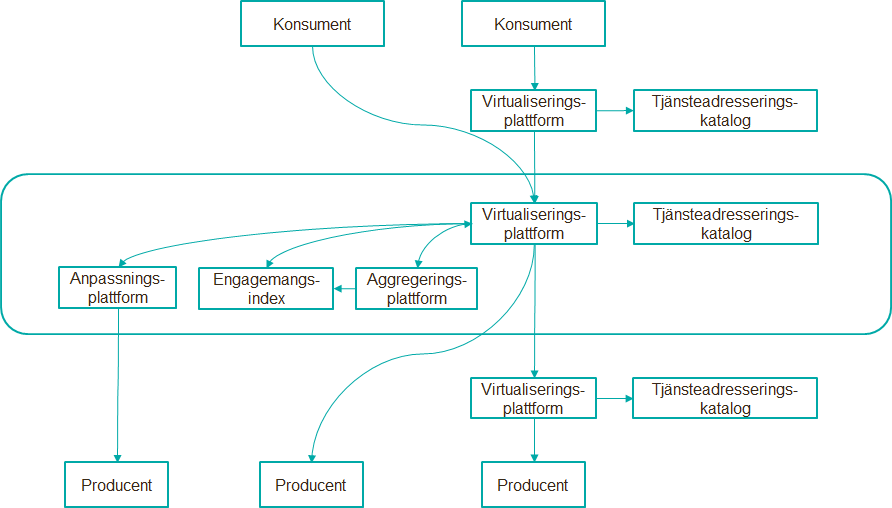 Konsument
Konsument
Virtualiserings-
plattform
Tjänsteadresserings-
katalog
Virtualiserings-
plattform
Tjänsteadresserings-
katalog
Anpassnings-
plattform
Engagemangs-
index
Aggregerings-
plattform
Virtualiserings-
plattform
Tjänsteadresserings-
katalog
Producent
Producent
Producent